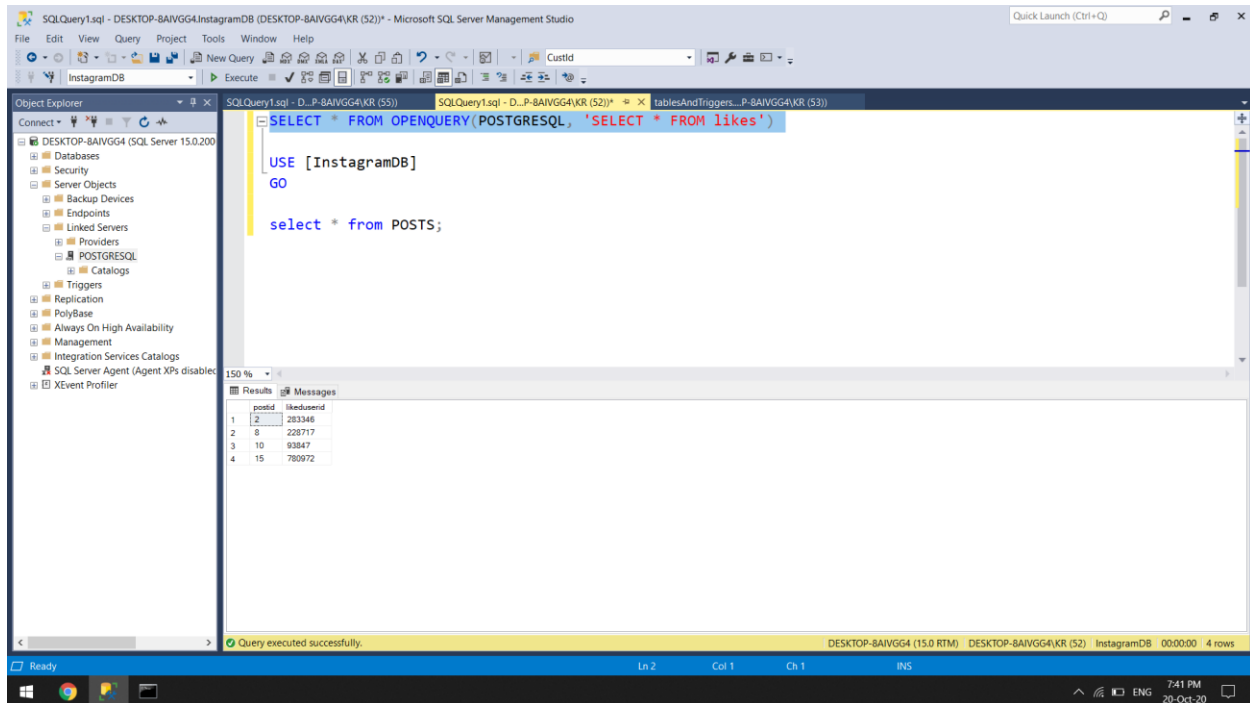 SQLQuery1.sql - DESKTOP-8AIVGG4.InstagramDB (DESKTOP-8AIVGG4\KR (52))* - Microsoft SQL Server Management Studio
Quick Launch (Ctrl+Q)
File Edit View Query Project Tools Window Help
New Query CustId
InstagramDB Execute
Object Explorer
SQLQuery1.sql - D...P-8AIVGG4\KR (55)) SQLQuery1.sql - D...P-8AIVGG4\KR (52))* tablesAndTriggers....P-8AIVGG4\KR (53))
Connect
DESKTOP-8AIVGG4 (SQL Server 15.0.200
Databases
Security
Server Objects
Backup Devices
Endpoints
Linked Servers
Providers
POSTGRESQL
Catalogs
Triggers
Replication
PolyBase
Always On High Availability
Management
Integration Services Catalogs
SQL Server Agent (Agent XPs disabled
XEvent Profiler
SELECT * FROM OPENQUERY(POSTGRESQL, 'SELECT * FROM likes')
USE [InstagramDB]
GO
select * from POSTS;
150 %
Results Messages
postid likeduserid
1 2 283346
2 8 228717
3 10 93847
4 15 780972
Query executed successfully. DESKTOP-8AIVGG4 (15.0 RTM) DESKTOP-8AIVGG4\KR (52) InstagramDB 00:00:00 4 rows
Ready Ln 2 Col 1 Ch 1 INS
ENG 7:41 PM
20-Oct-20